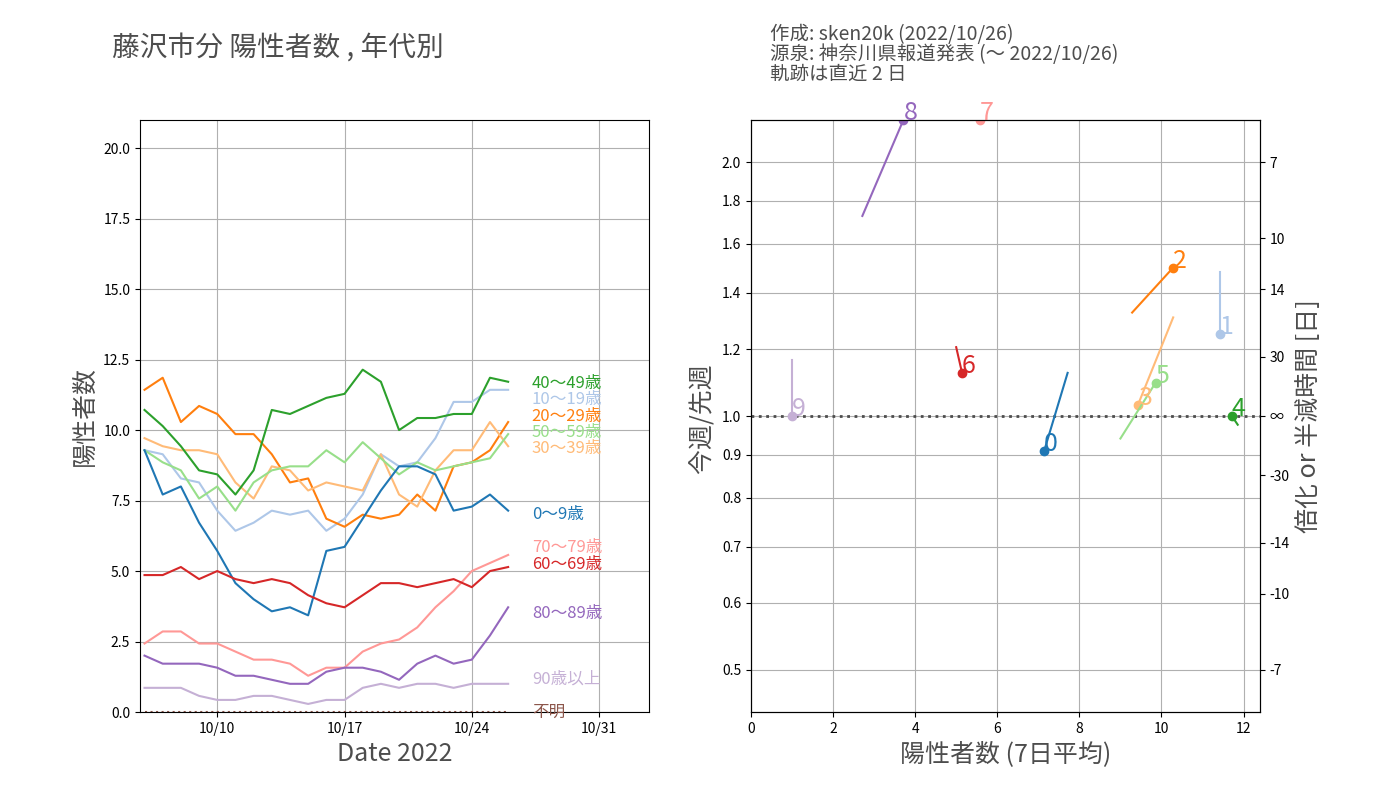 藤沢市分 陽性者数 , 年代別
作成: sken20k (2022/10/26)
源泉: 神奈川県報道発表 (〜 2022/10/26)
軌跡は直近 2 日
陽性者数
20.0
17.5
15.0
12.5
10.0
7.5
5.0
2.5
0.0
40〜49歳
10〜19歳
20〜29歳
50〜59歳
30〜39歳
0〜9歳
70〜79歳
60〜69歳
80〜89歳
90歳以上
不明
10/10
10/17
10/24
10/31
Date 2022
今週/先週
2.0
1.8
1.6
1.4
1.2
1.0
0.9
0.8
0.7
0.6
0.5
8
7
2
1
6
5
3
9
4
0
0
2
4
6
8
10
12
陽性者数 (7日平均)
7
10
14
30
∞
-30
-14
-10
-7
倍化 or 半減時間 [日]